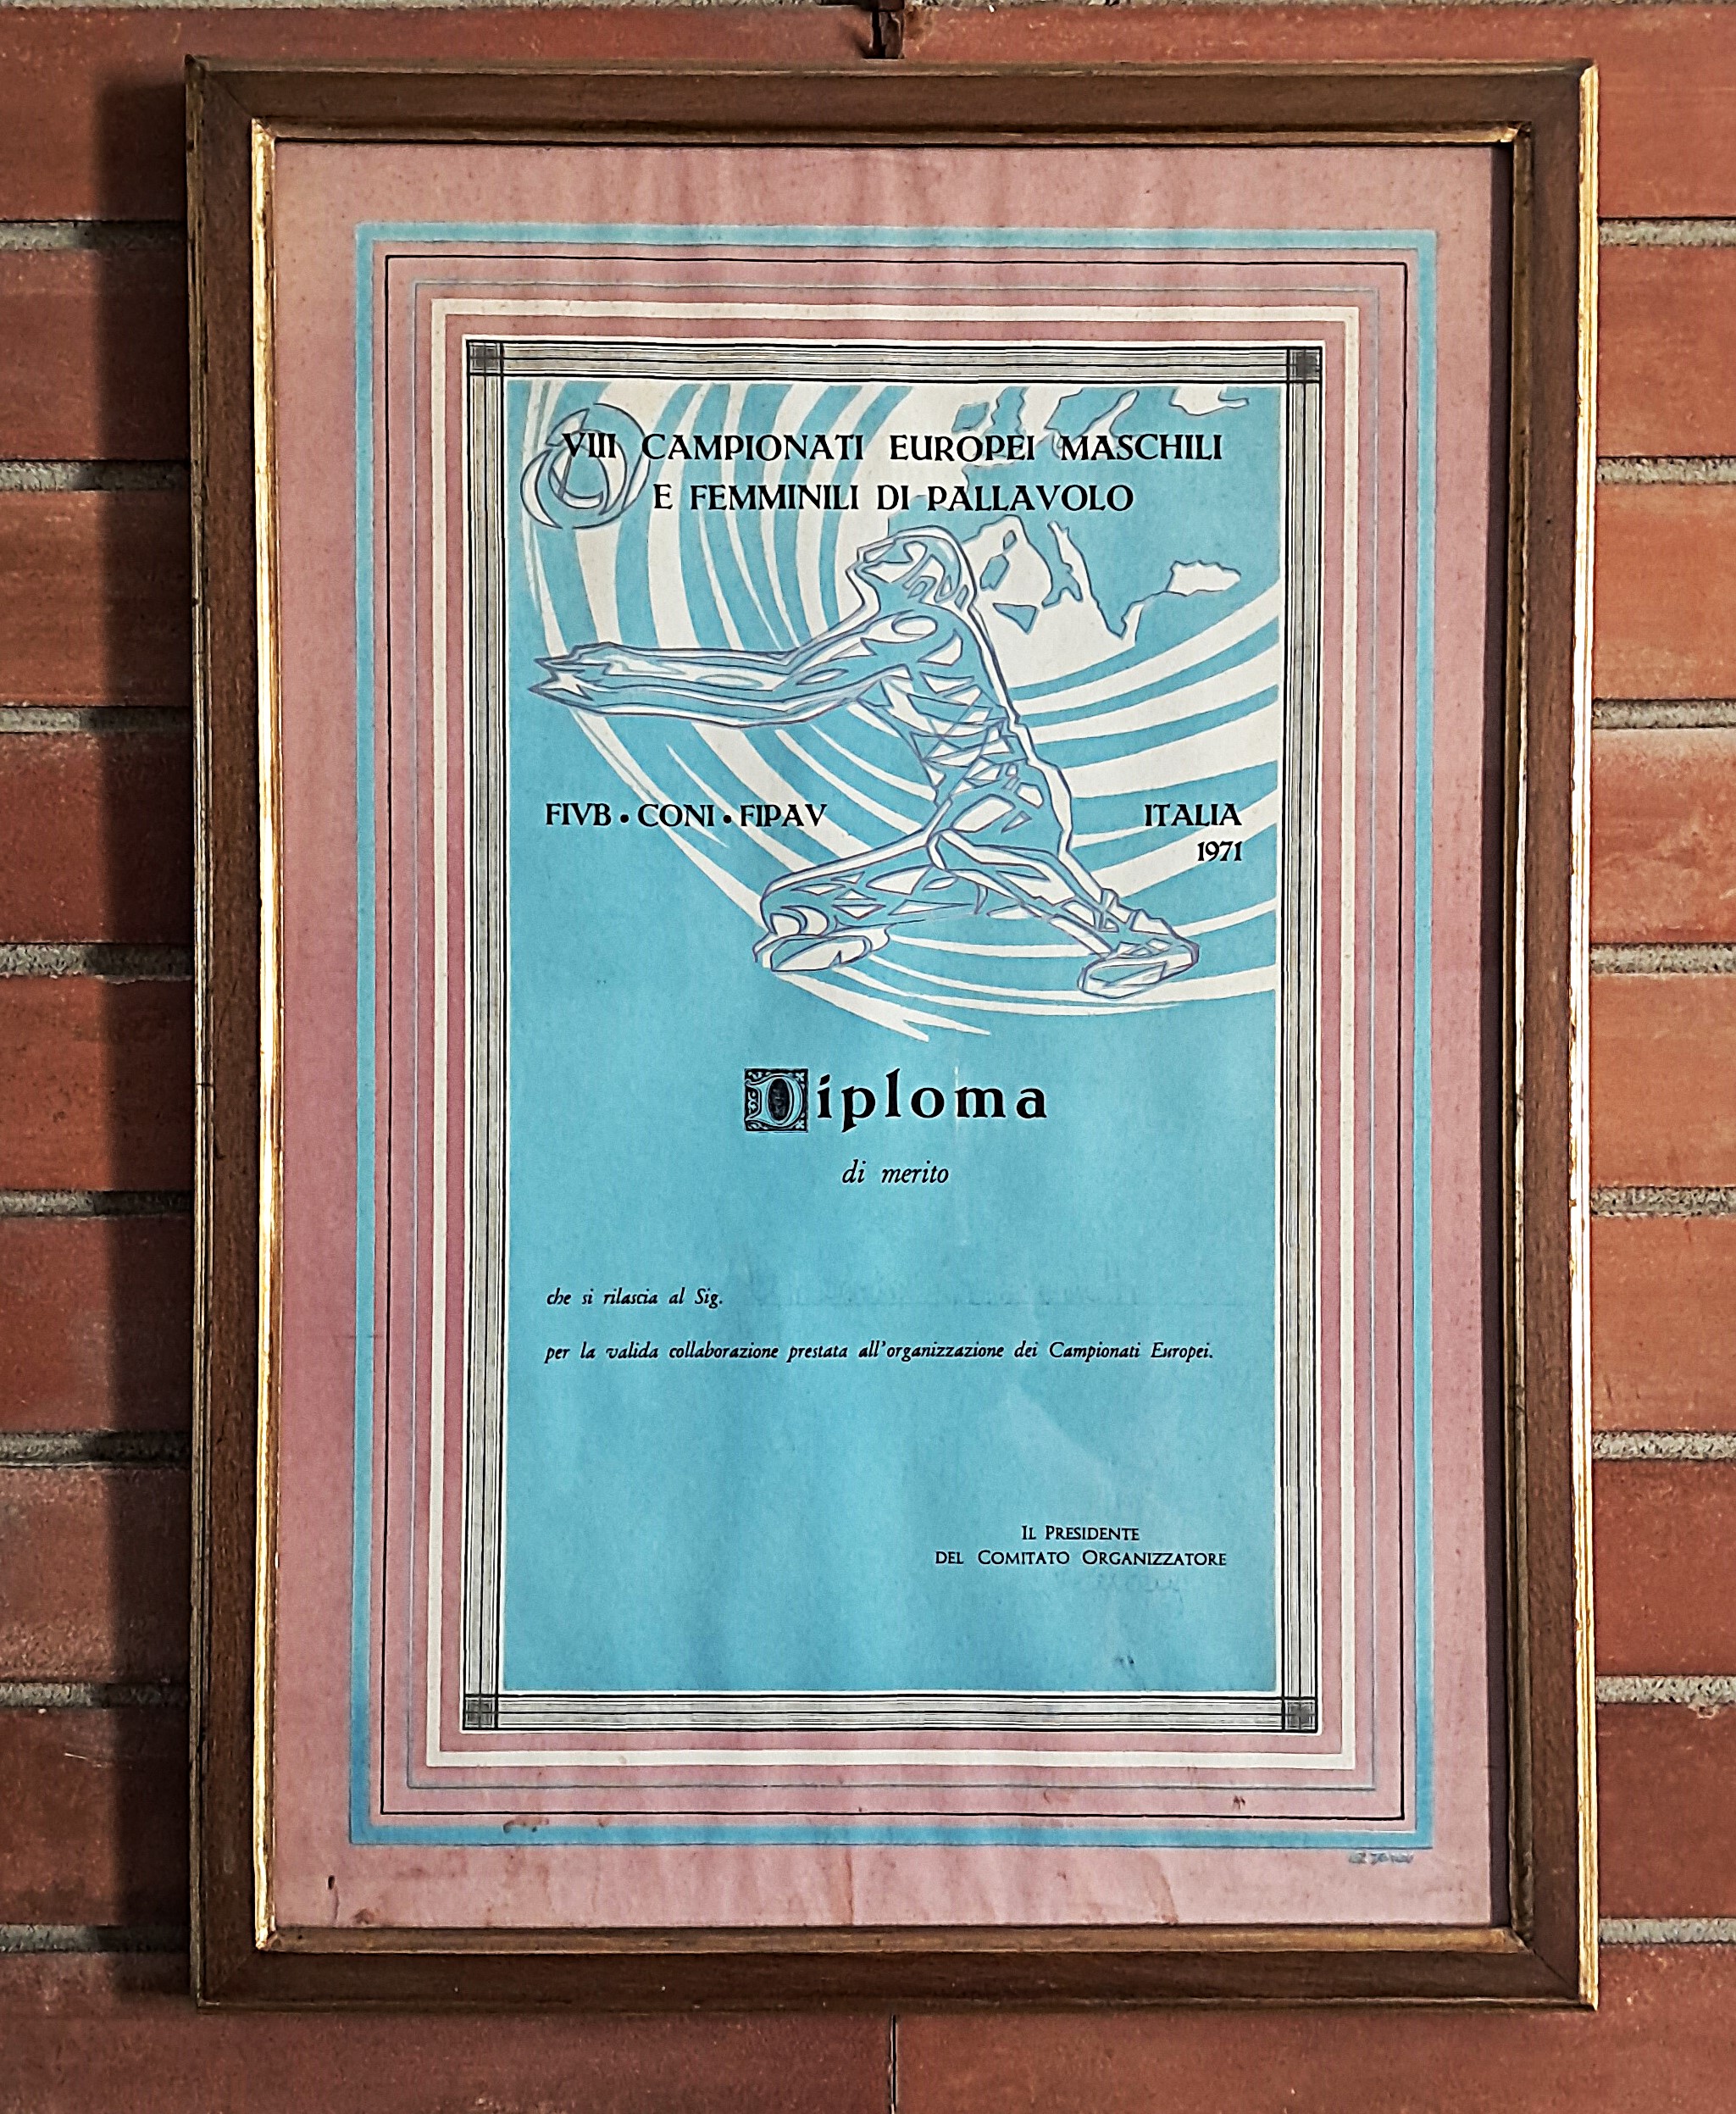 VIII CAMPIONATI EUROPEI MASCHILI
E FEMMINILI DI PALLAVOLO
FIVB • CONI • FIPAV
ITALIA
1971
Diploma
di merito
che si rilascia al Sig.
per la valida collaborazione prestata all'organizzazione dei Campionati Europei.
IL PRESIDENTE
DEL COMITATO ORGANIZZATORE